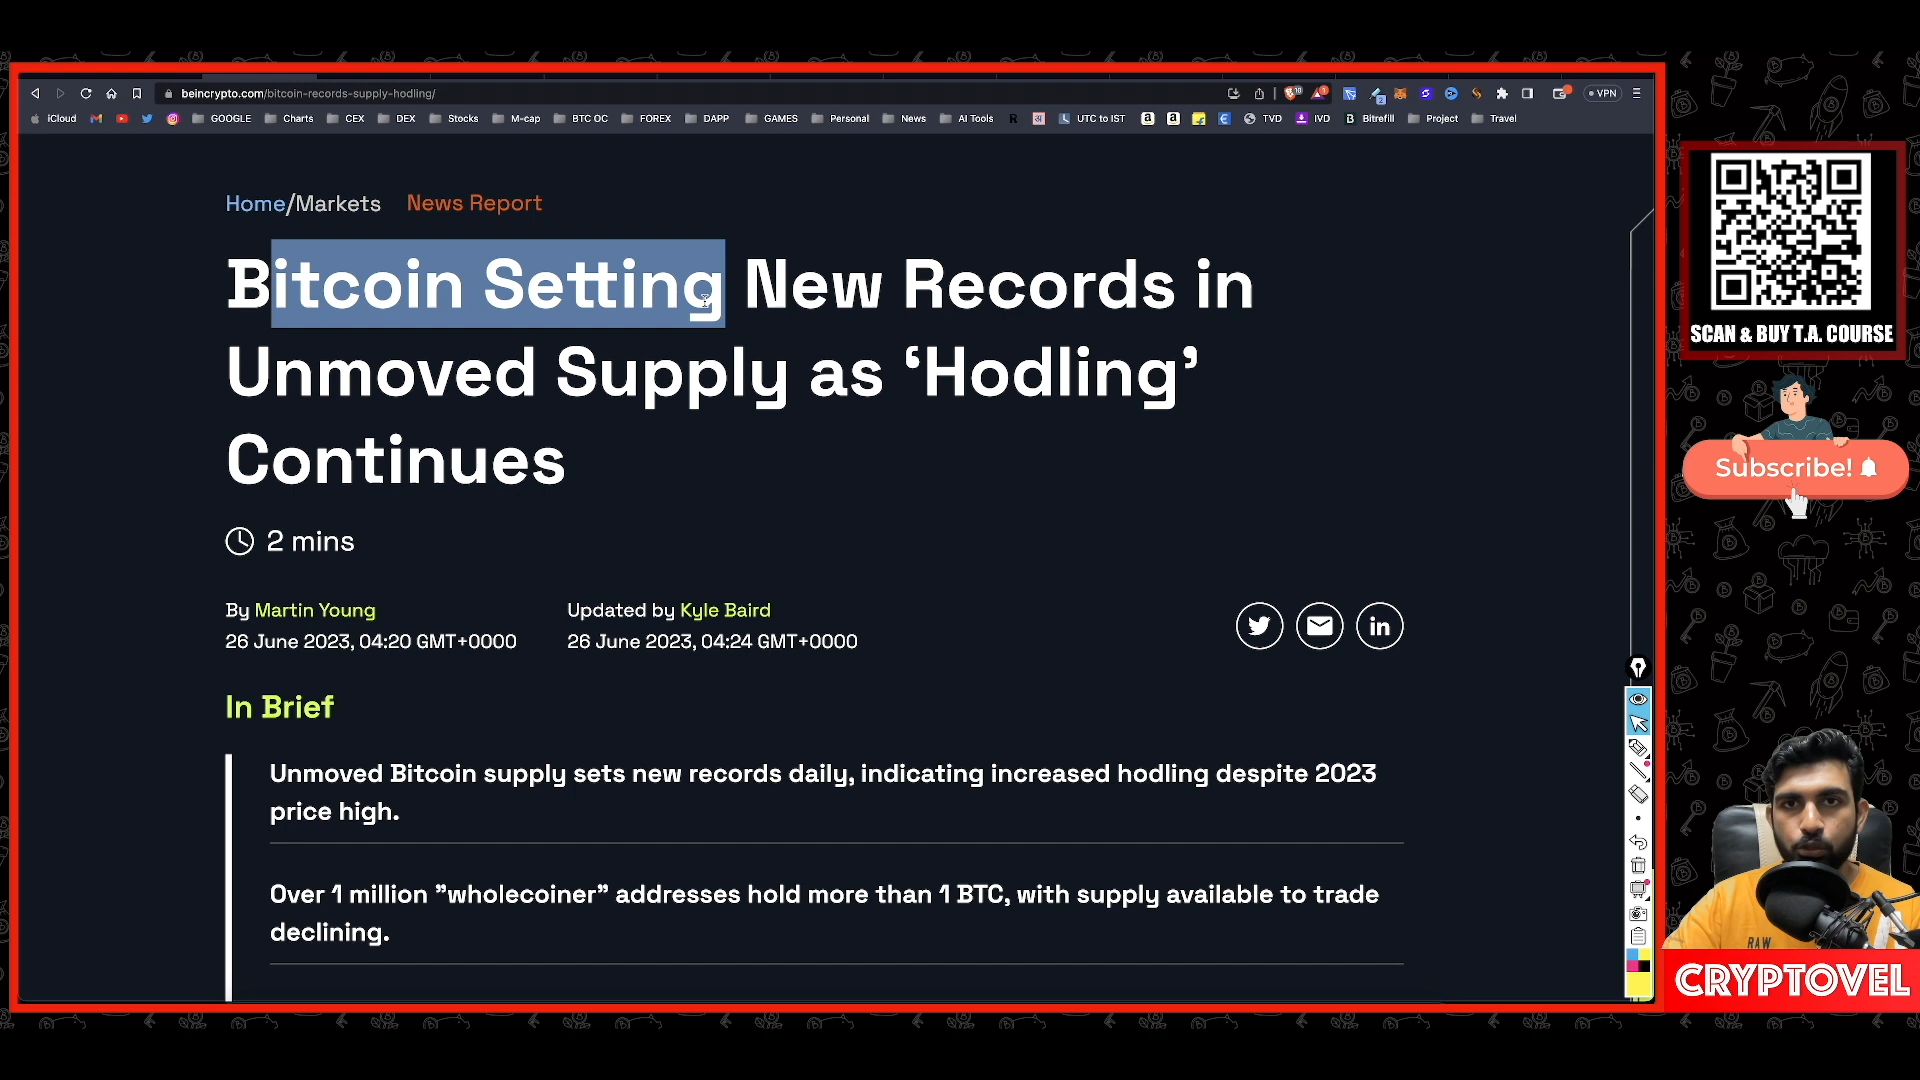 beincrypto.com/bitcoin-records-supply-hodling/
VPN
iCloud GOOGLE Charts CEX DEX Stocks M-cap BTC OC FOREX DAPP GAMES Personal News AI Tools R UTC to IST a a TVD IVD Bitrefill Project Travel
Home/Markets News Report
Bitcoin Setting New Records in
Unmoved Supply as ‘Hodling’
Continues
2 mins
By Martin Young
26 June 2023, 04:20 GMT+0000
Updated by Kyle Baird
26 June 2023, 04:24 GMT+0000
In Brief
Unmoved Bitcoin supply sets new records daily, indicating increased hodling despite 2023
price high.
Over 1 million ”wholecoiner” addresses hold more than 1 BTC, with supply available to trade
declining.
SCAN & BUY T.A. COURSE
Subscribe!
RAW
CRYPTOVEL